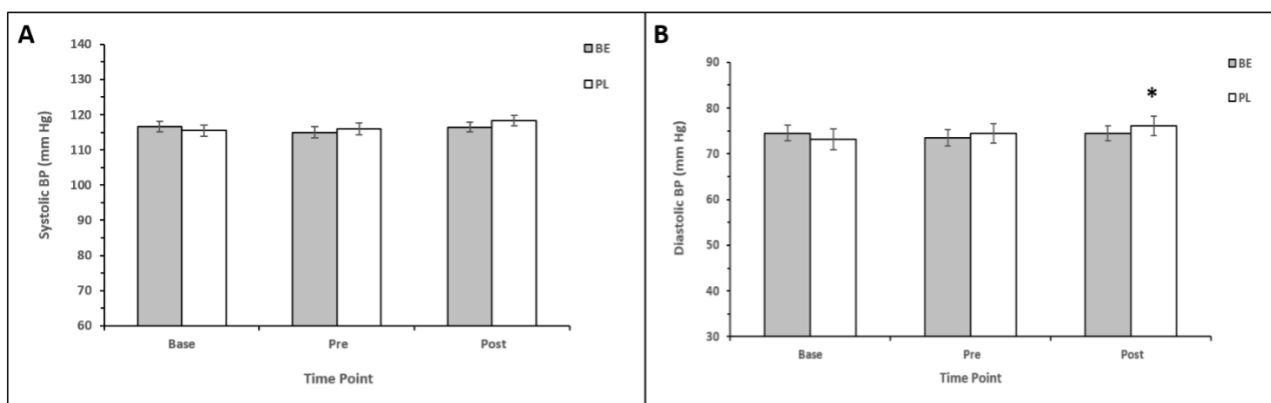 A
Systolic BP (mm Hg)
140
130
120
110
100
90
80
70
60
Base
Pre
Post
Time Point
BE
PL
B
Diastolic BP (mm Hg)
90
80
70
60
50
40
30
*
Base
Pre
Post
Time Point
BE
PL